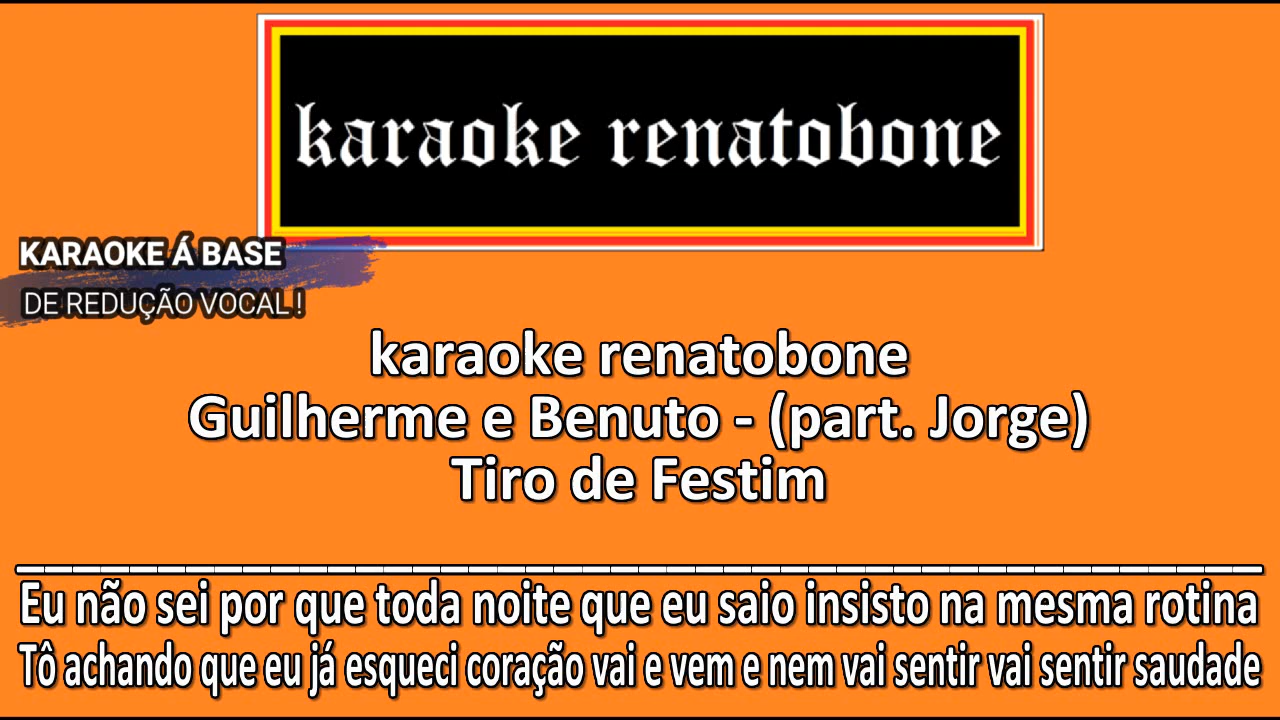 karaoke renatobone
KARAOKE Á BASE
DE REDUÇÃO VOCAL !
karaoke renatobone
Guilherme e Benuto - (part. Jorge)
Tiro de Festim
Eu não sei por que toda noite que eu saio insisto na mesma rotina
Tô achando que eu já esqueci coração vai e vem e nem vai sentir vai sentir saudade